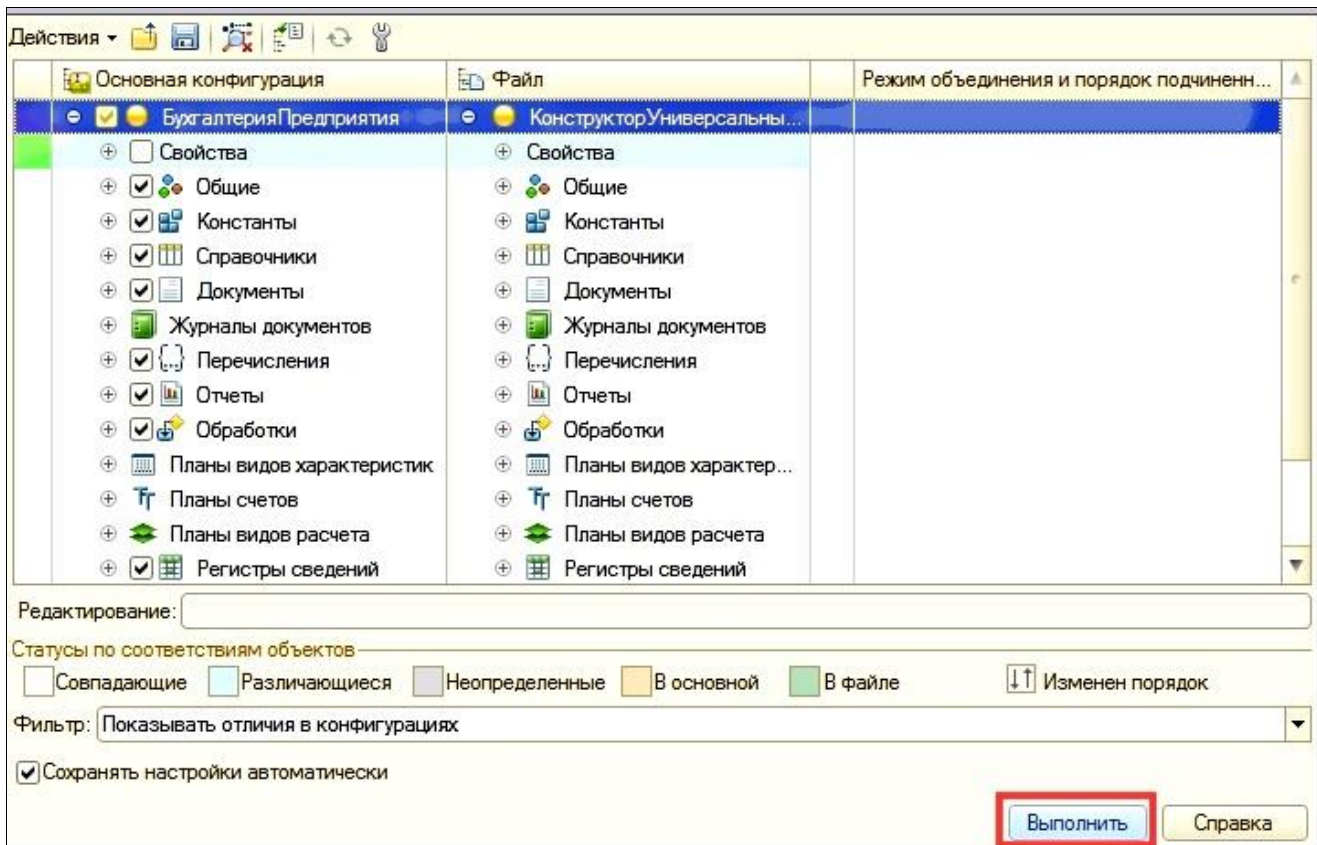 Действия
Основная конфигурация Файл Режим объединения и порядок подчиненн...
БухгалтерияПредприятия КонструкторУниверсальны...
Свойства Свойства
Общие Общие
Константы Константы
Справочники Справочники
Документы Документы
Журналы документов Журналы документов
Перечисления Перечисления
Отчеты Отчеты
Обработки Обработки
Планы видов характеристик Планы видов характер...
Планы счетов Планы счетов
Планы видов расчета Планы видов расчета
Регистры сведений Регистры сведений
Редактирование:
Статусы по соответствиям объектов
Совпадающие Различающиеся Неопределенные В основной В файле Изменен порядок
Фильтр: Показывать отличия в конфигурациях
Сохранять настройки автоматически
Выполнить Справка